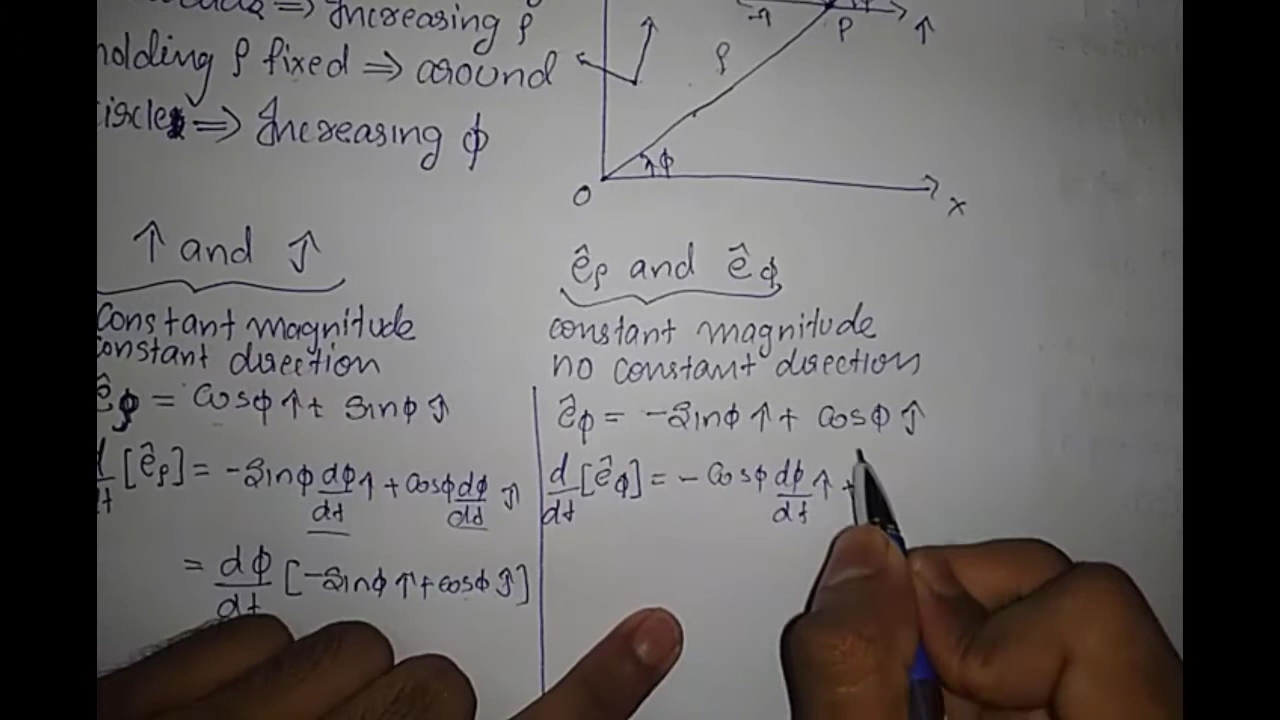 ⇒ Increasing ρ
holding ρ fixed ⇒ around
circle ⇒ Increasing ϕ
-î
P
î
ρ
ϕ
O
x
î and ĵ
constant magnitude
constant direction
ê_ρ = cosϕ î + sinϕ ĵ
d/dt [ê_ρ] = -sinϕ dϕ/dt î + cosϕ dϕ/dt ĵ
= dϕ/dt [-sinϕ î + cosϕ ĵ]
ê_ρ and ê_ϕ
constant magnitude
no constant direction
ê_ϕ = -sinϕ î + cosϕ ĵ
d/dt [ê_ϕ] = - cosϕ dϕ/dt î +